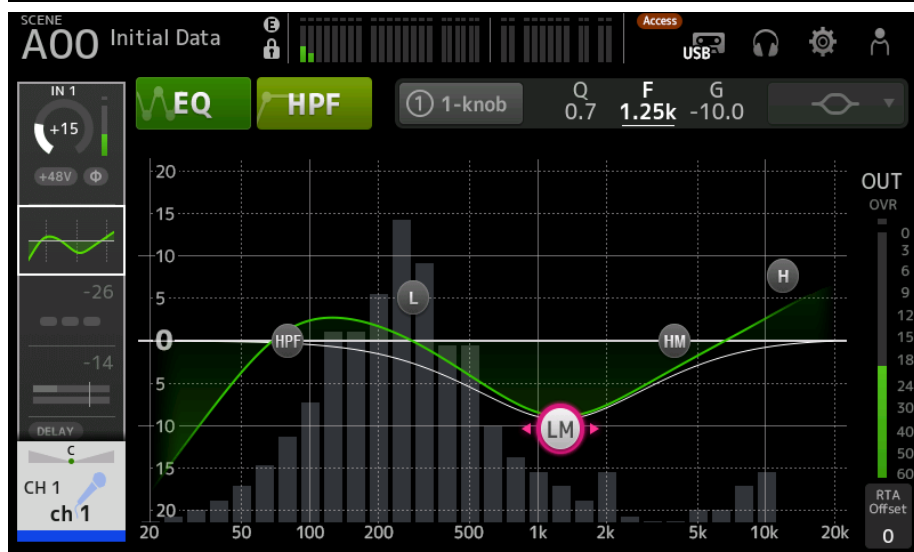 SCENE
A00 Initial Data
E
Access
USB
IN 1
+15
+48V Φ
-26
-14
DELAY
C
CH 1
ch 1
EQ
HPF
1 1-knob
Q F G
0.7 1.25k -10.0
20
15
10
5
0
5
10
15
20
HPF
L
LM
HM
H
20 50 100 200 500 1k 2k 5k 10k 20k
OUT
OVR
0
3
6
9
12
15
18
24
30
40
50
60
RTA
Offset
0